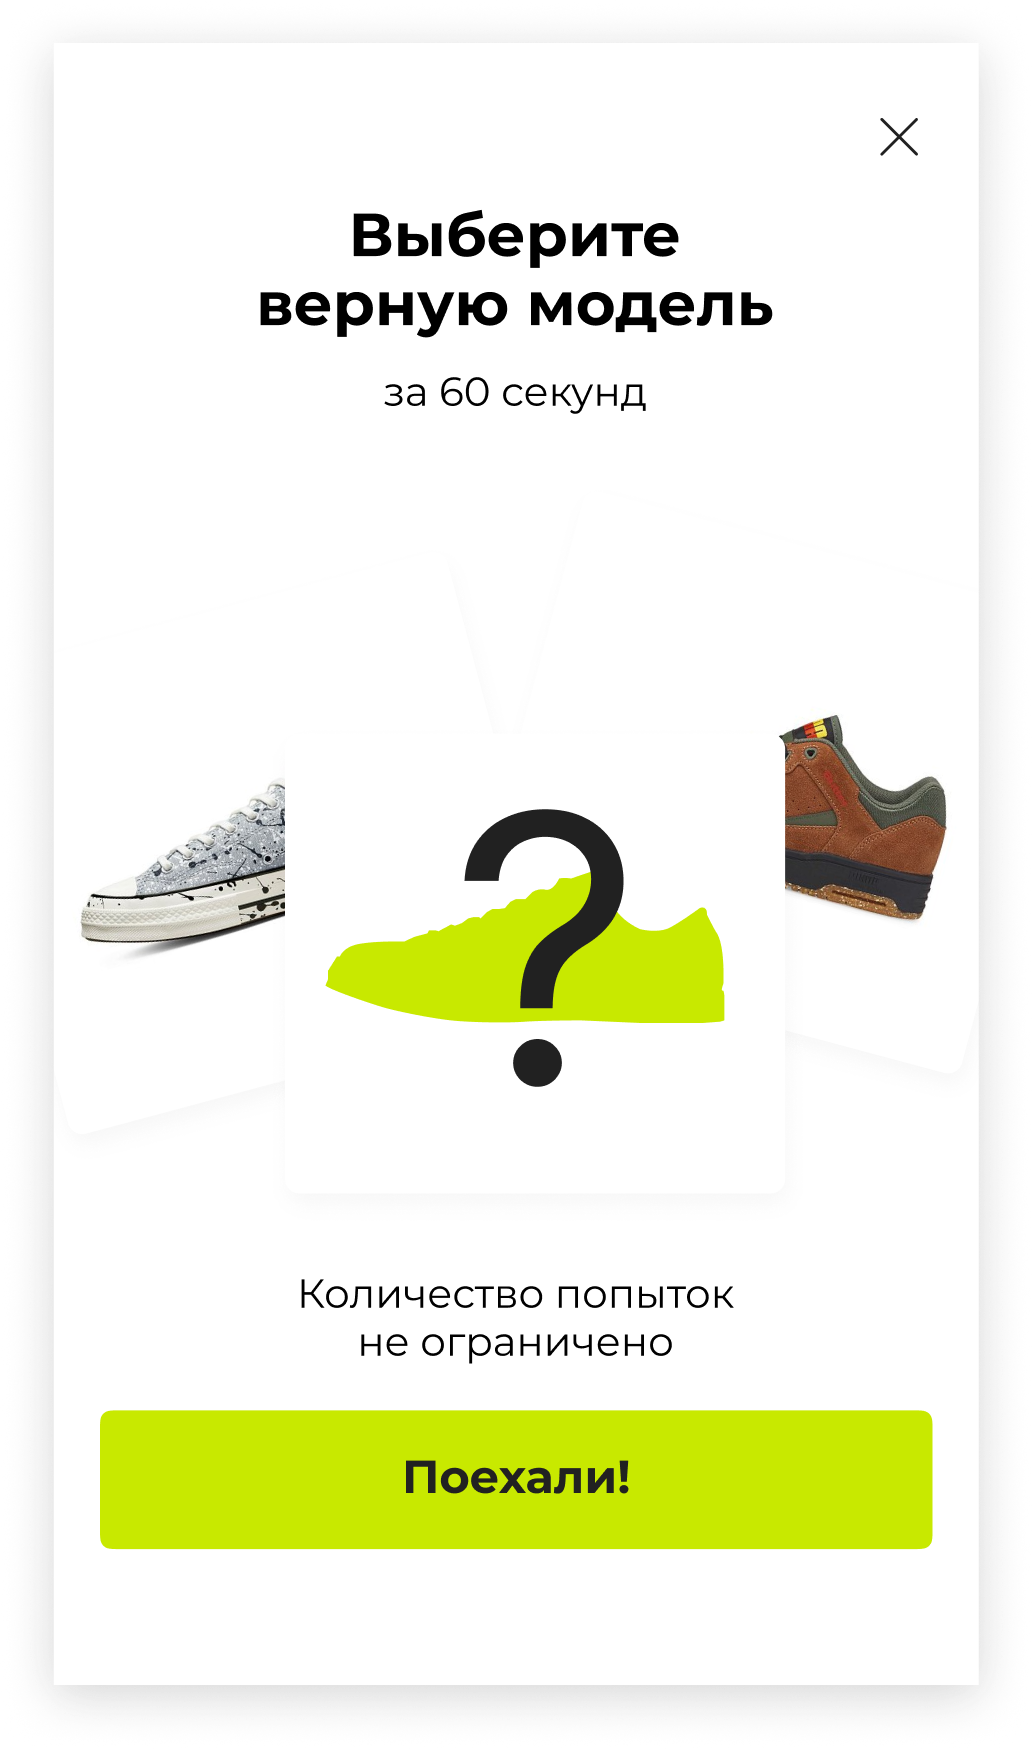 Выберите
верную модель
за 60 секунд
?
Количество попыток
не ограничено
Поехали!